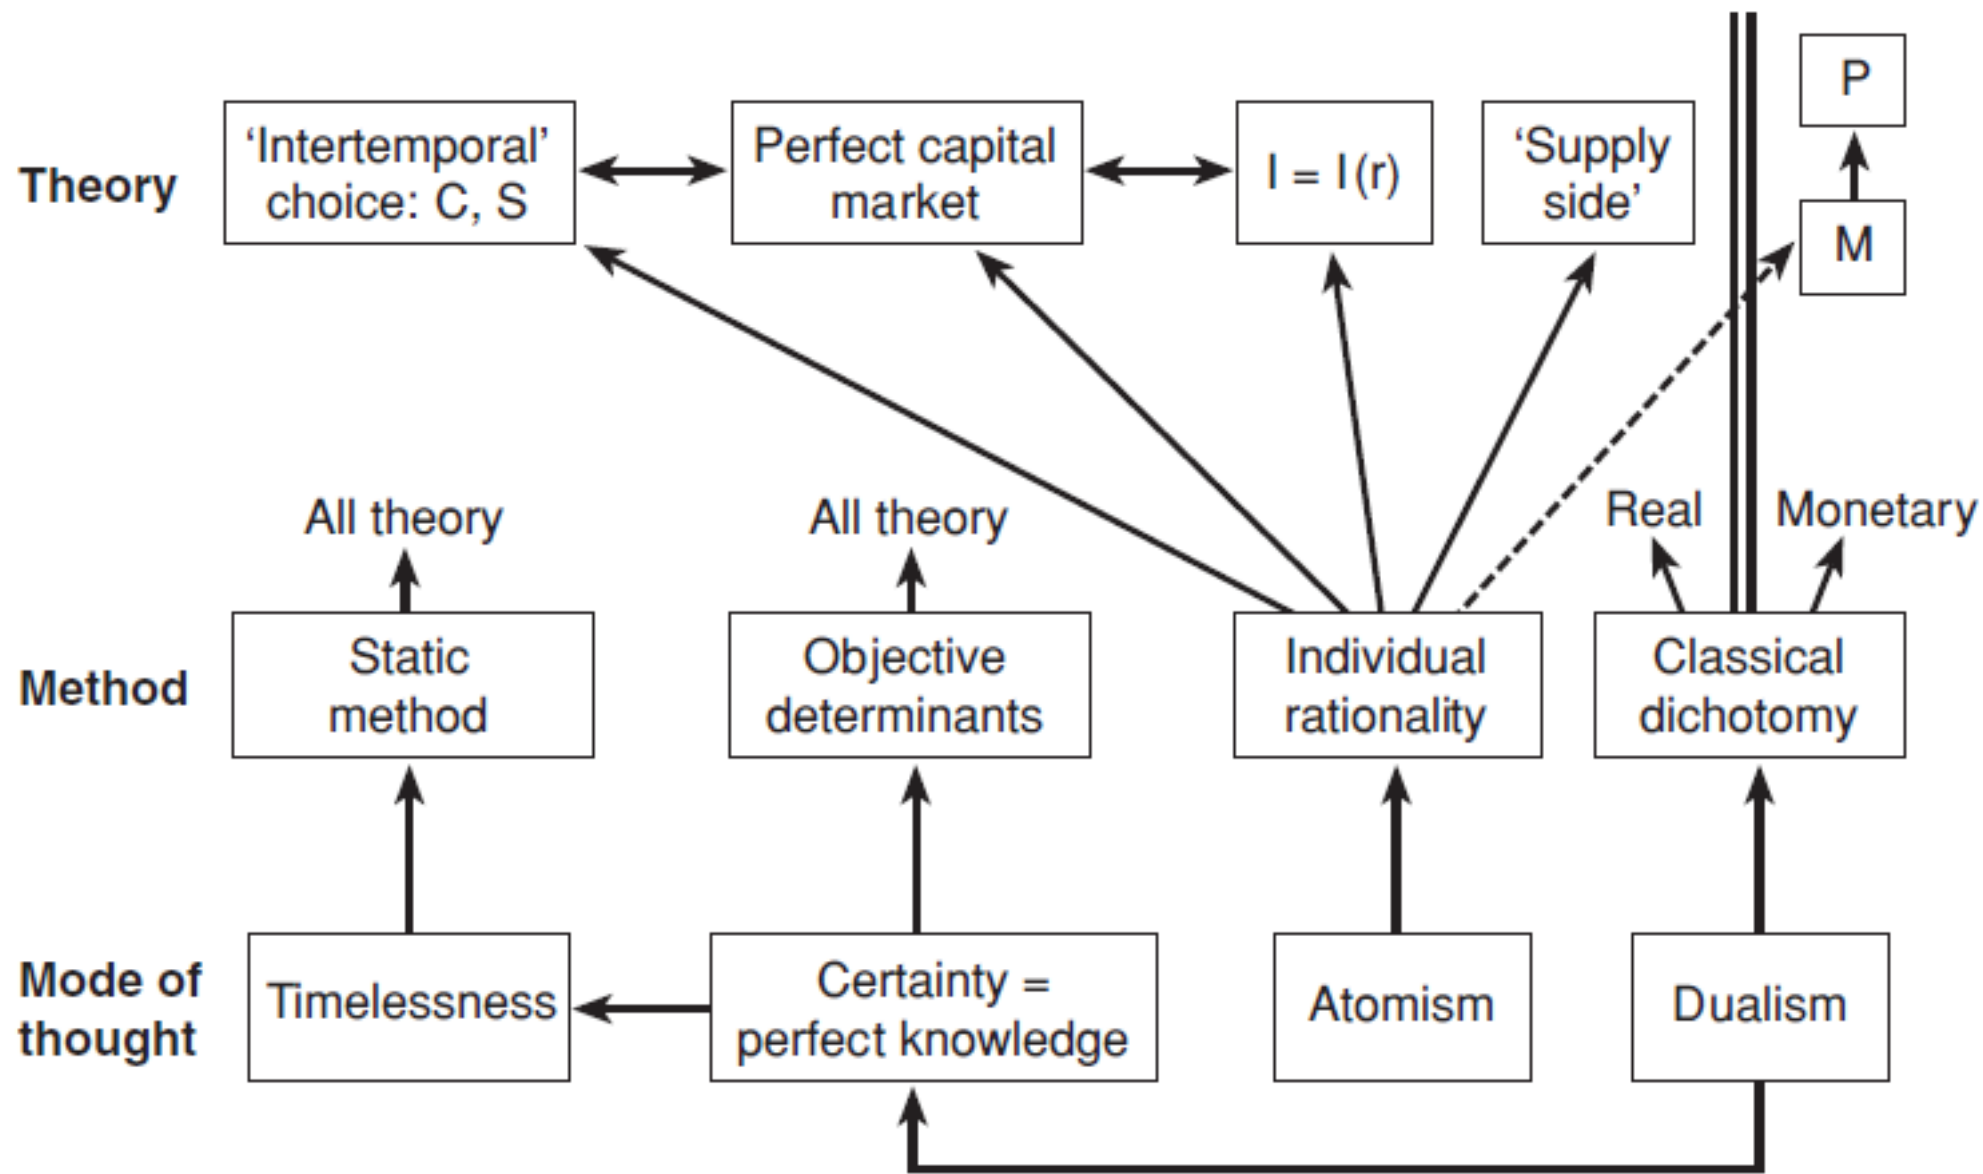 P
Theory
‘Intertemporal’
choice: C, S
Perfect capital
market
I = I (r)
‘Supply
side’
M
All theory
All theory
Real
Monetary
Method
Static
method
Objective
determinants
Individual
rationality
Classical
dichotomy
Mode of
thought
Timelessness
Certainty =
perfect knowledge
Atomism
Dualism